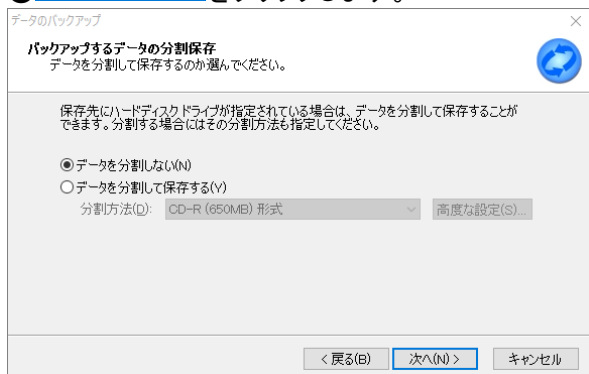 をクリックします。
データのバックアップ
バックアップするデータの分割保存
データを分割して保存するのか選んでください。
保存先にハードディスクドライブが指定されている場合は、データを分割して保存することが
できます。分割する場合にはその分割方法も指定してください。
データを分割しない(N)
データを分割して保存する(Y)
分割方法(D): CD-R (650MB) 形式 高度な設定(S)...
< 戻る(B) 次へ(N) > キャンセル